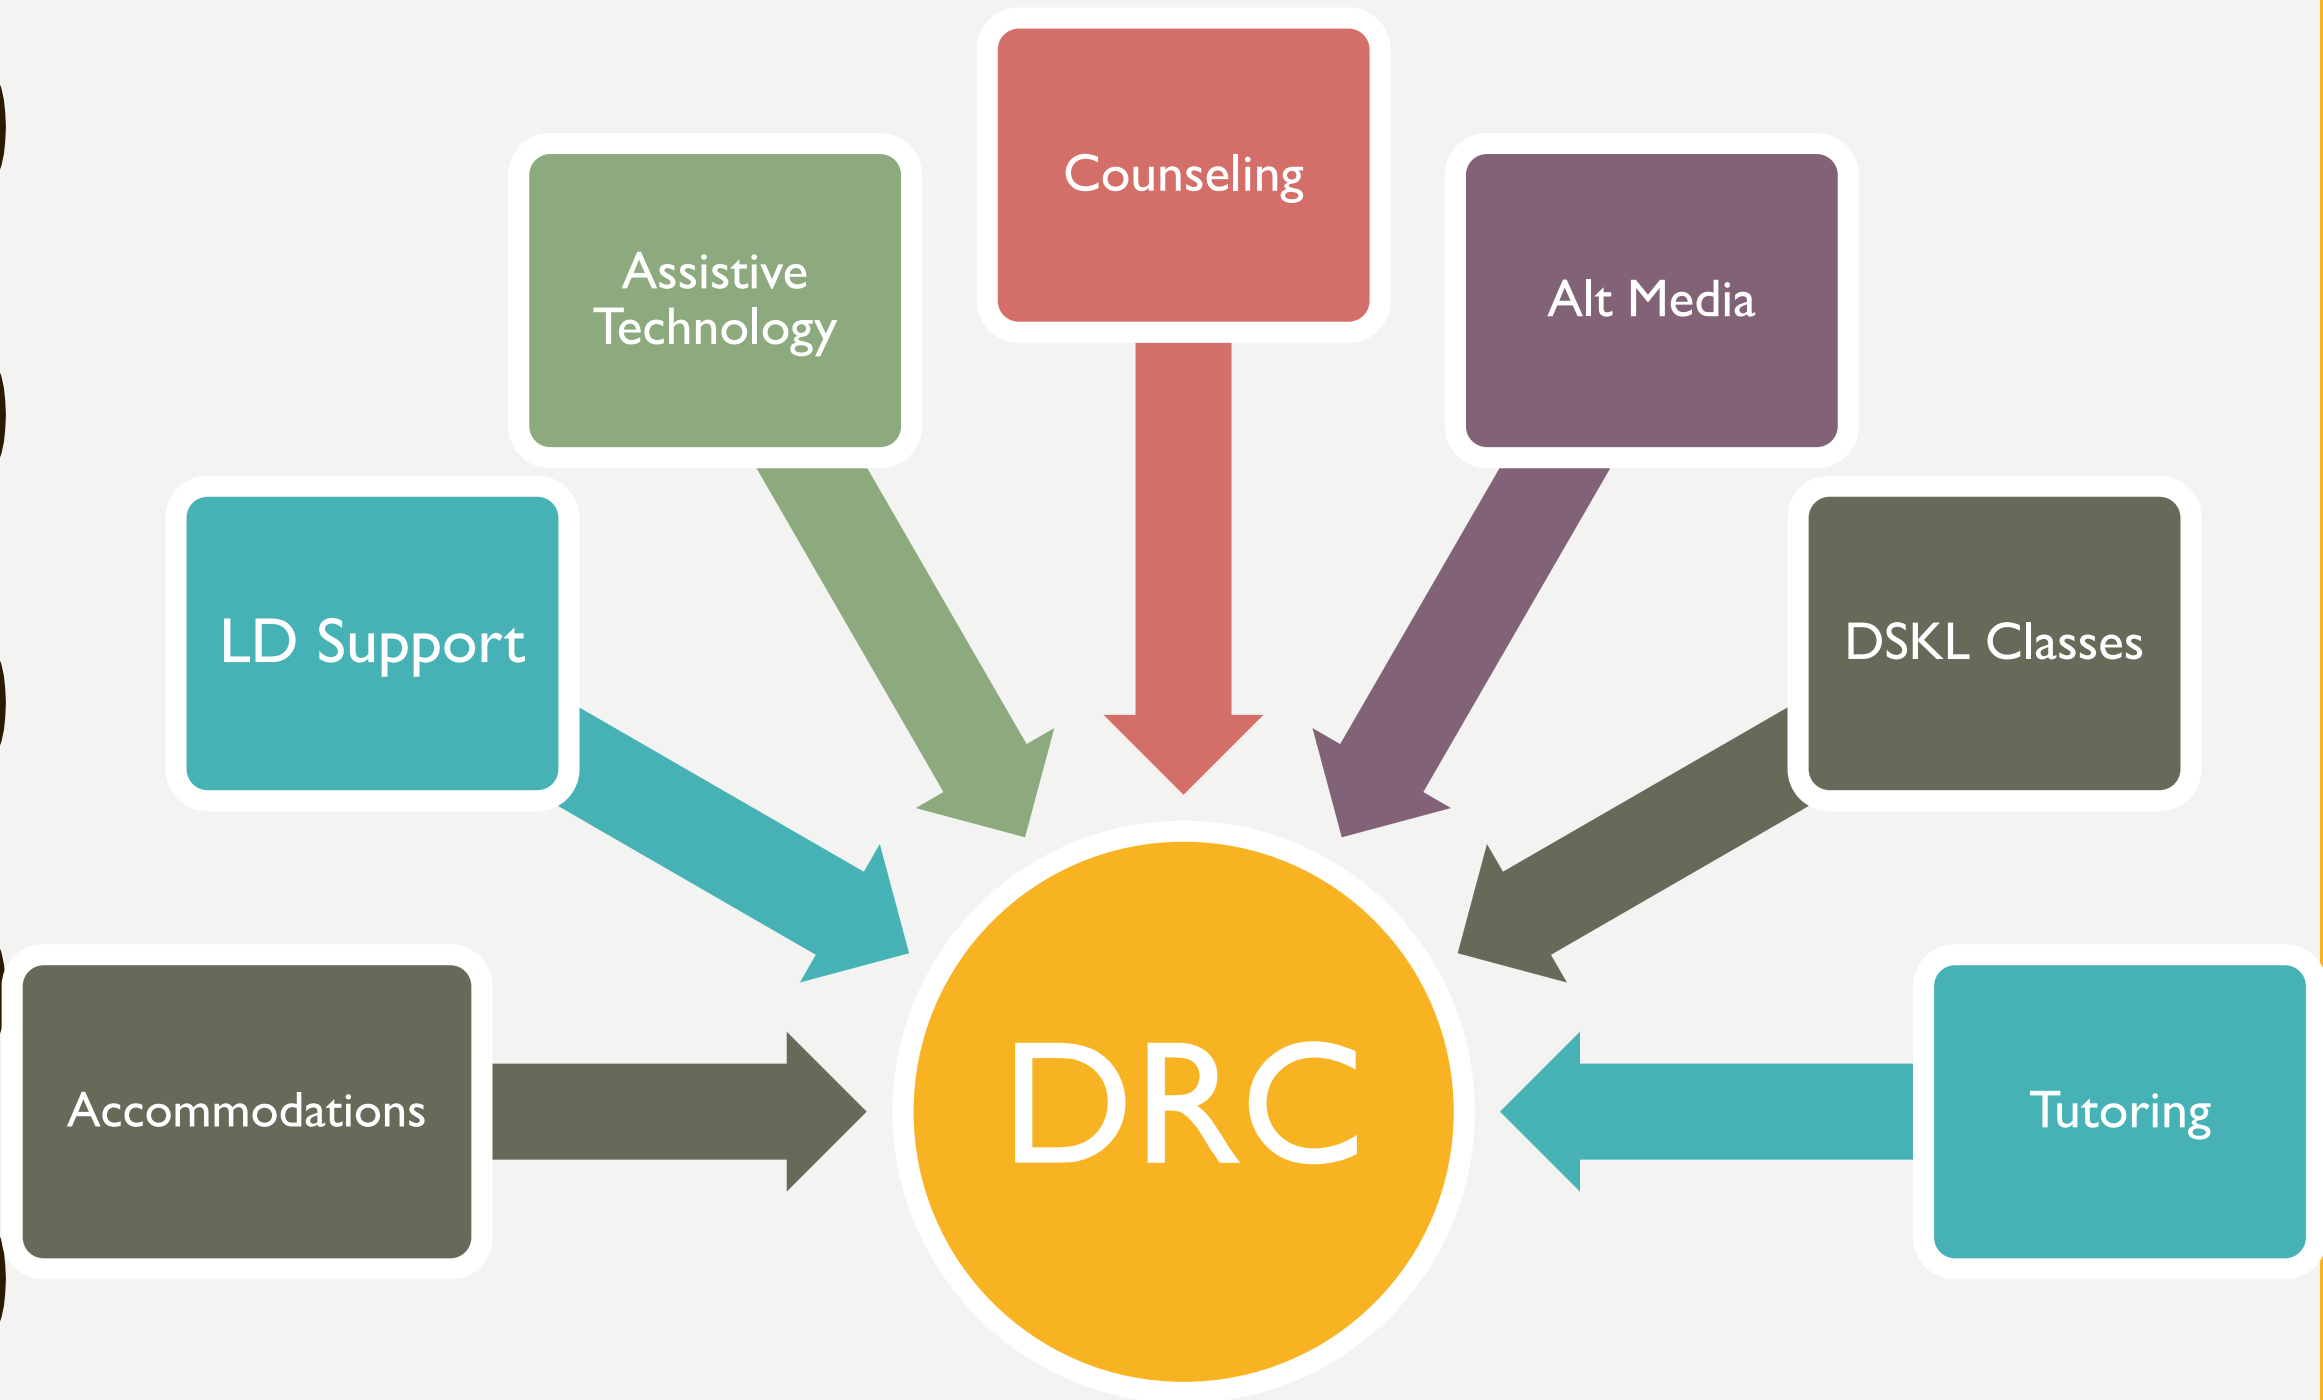 Counseling
Assistive
Technology
Alt Media
LD Support
DSKL Classes
Accommodations
DRC
Tutoring